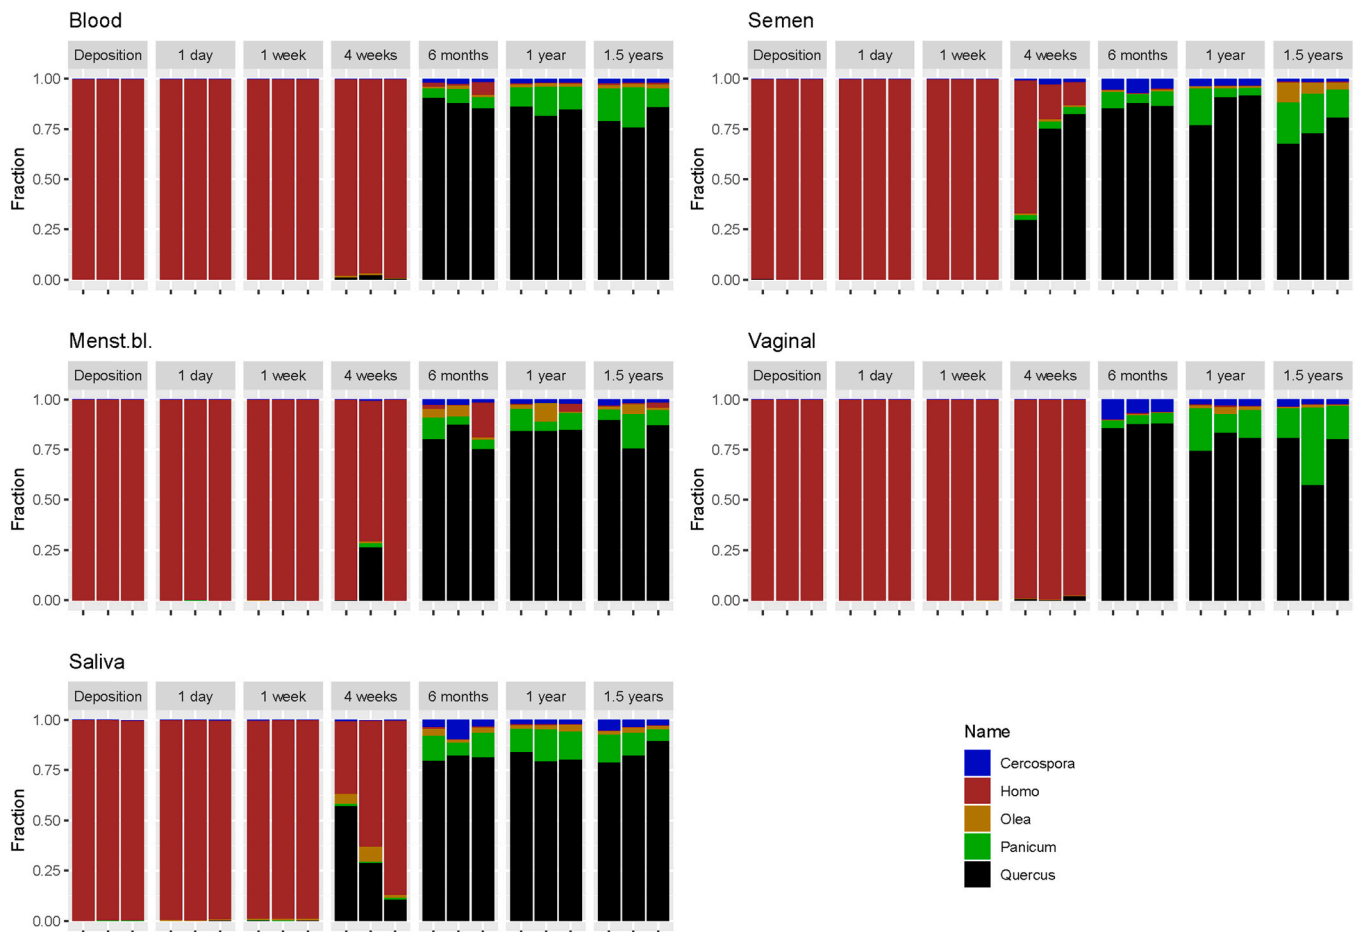 Blood
Deposition 1 day 1 week 4 weeks 6 months 1 year 1.5 years
1.00
0.75
0.50
0.25
0.00
Fraction
Semen
Deposition 1 day 1 week 4 weeks 6 months 1 year 1.5 years
1.00
0.75
0.50
0.25
0.00
Fraction
Menst.bl.
Deposition 1 day 1 week 4 weeks 6 months 1 year 1.5 years
1.00
0.75
0.50
0.25
0.00
Fraction
Vaginal
Deposition 1 day 1 week 4 weeks 6 months 1 year 1.5 years
1.00
0.75
0.50
0.25
0.00
Fraction
Saliva
Deposition 1 day 1 week 4 weeks 6 months 1 year 1.5 years
1.00
0.75
0.50
0.25
0.00
Fraction
Name
Cercospora
Homo
Olea
Panicum
Quercus